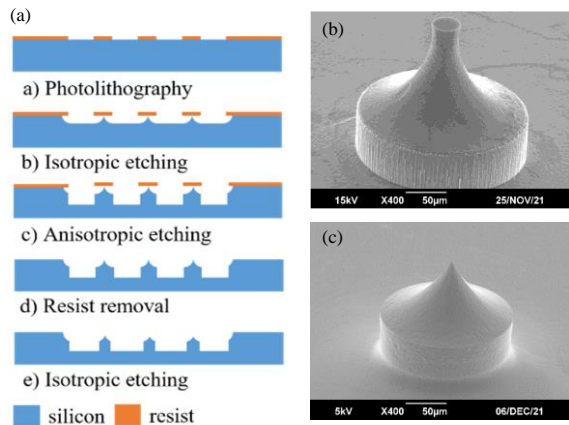 (a)
a) Photolithography
b) Isotropic etching
c) Anisotropic etching
d) Resist removal
e) Isotropic etching
silicon resist
(b)
15kV X400 50µm 25/NOV/21
(c)
5kV X400 50µm 06/DEC/21